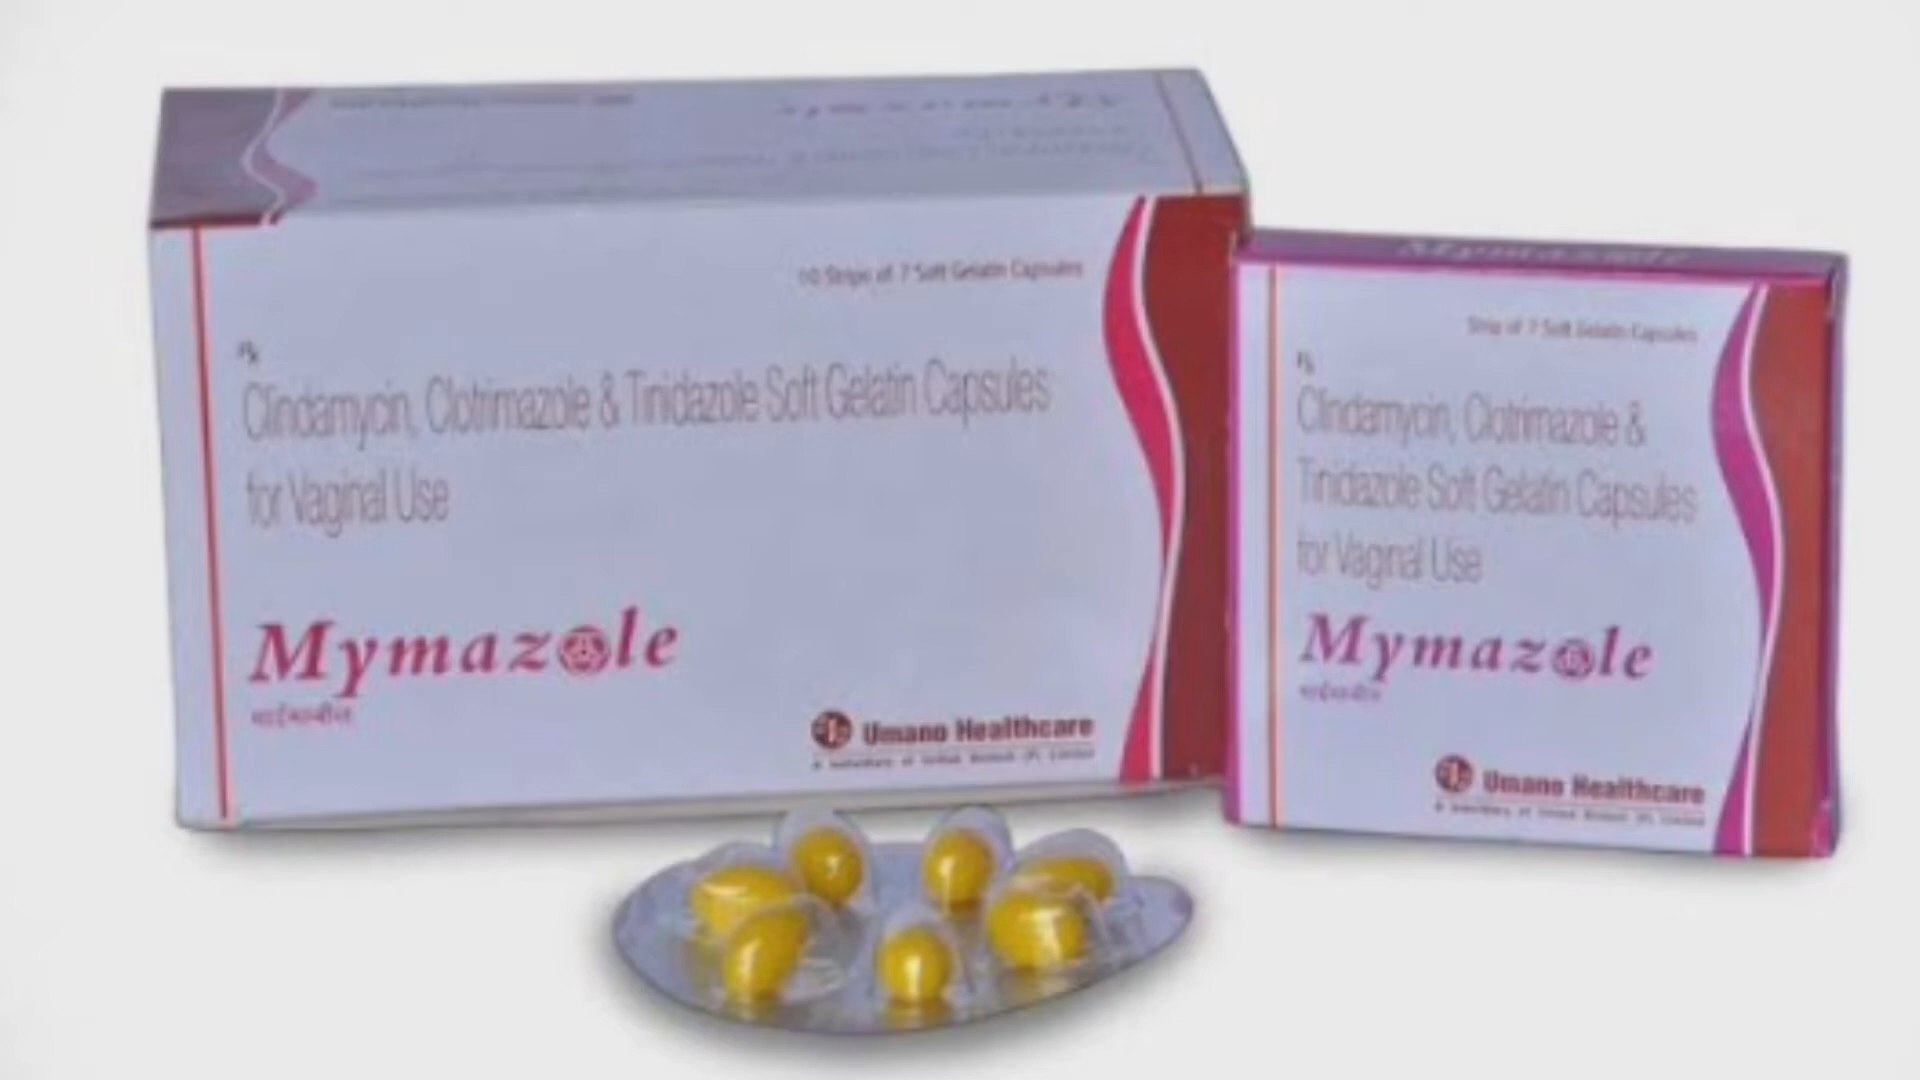 10 Strips of 7 Soft Gelatin Capsules
Rx
Clindamycin, Clotrimazole & Tinidazole Soft Gelatin Capsules
for Vaginal Use
Mymazole
Umano Healthcare
Mymazole
Strip of 7 Soft Gelatin Capsules
Rx
Clindamycin, Clotrimazole &
Tinidazole Soft Gelatin Capsules
for Vaginal Use
Mymazole
Umano Healthcare